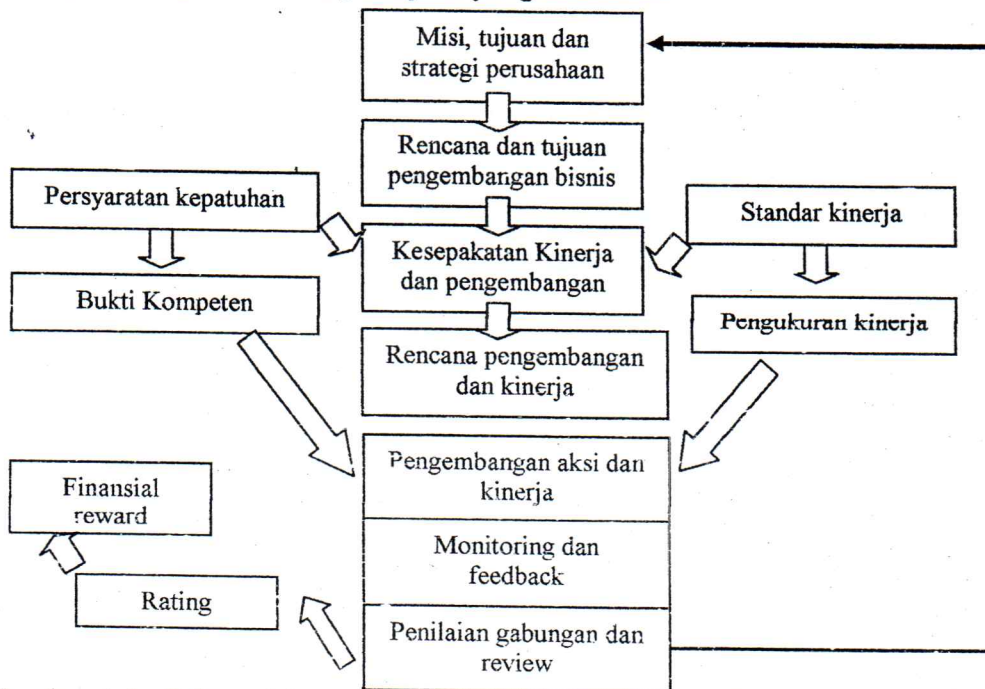 Misi, tujuan dan
strategi perusahaan
Rencana dan tujuan
pengembangan bisnis
Persyaratan kepatuhan
Standar kinerja
Kesepakatan Kinerja
dan pengembangan
Bukti Kompeten
Pengukuran kinerja
Rencana pengembangan
dan kinerja
Pengembangan aksi dan
kinerja
Finansial
reward
Monitoring dan
feedback
Rating
Penilaian gabungan dan
review